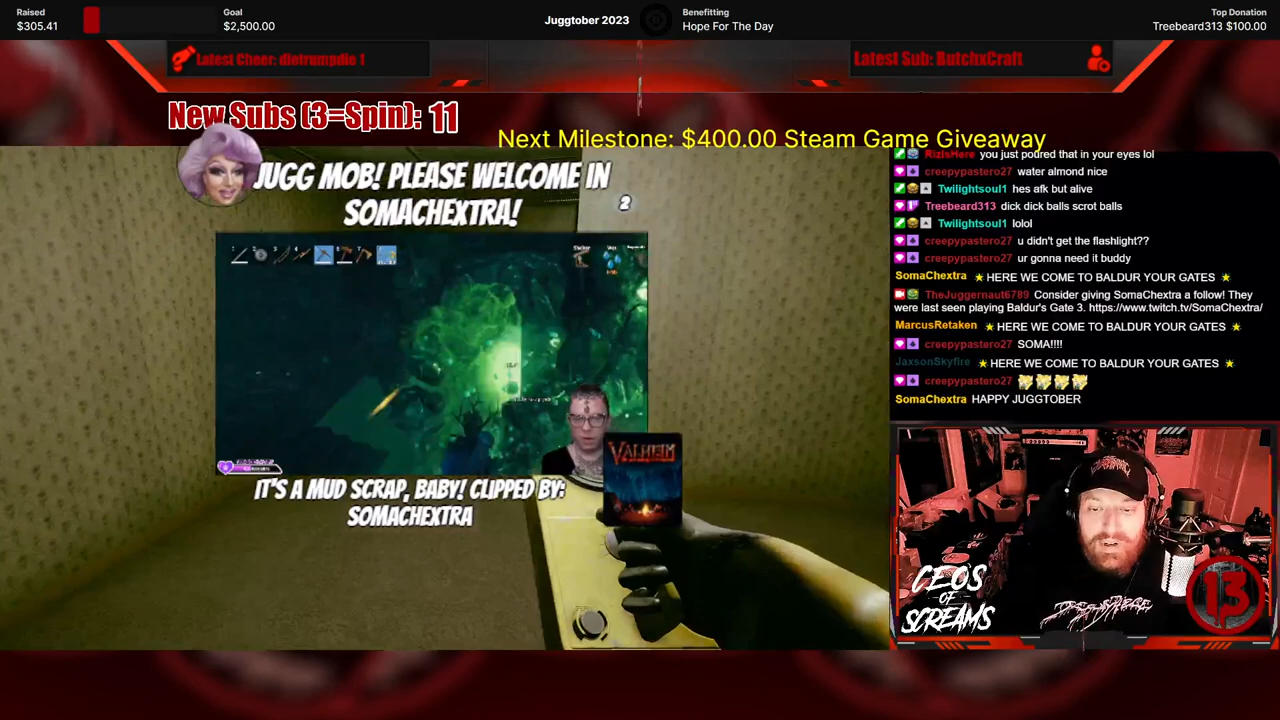 Raised
$305.41
Goal
$2,500.00
Juggtober 2023
Benefitting
Hope For The Day
Top Donation
Treebeard313 $100.00
Latest Cheer: dietrumpdie 1
Latest Sub: ButchxCraft
New Subs (3=Spin): 11
Next Milestone: $400.00 Steam Game Giveaway
JUGG MOB! PLEASE WELCOME IN
SOMACHEXTRA!
2
VALHEIM
IT'S A MUD SCRAP, BABY! CLIPPED BY:
SOMACHEXTRA
RizisHere you just poured that in your eyes lol
creepypastero27 water almond nice
Twilightsoul1 hes afk but alive
Treebeard313 dick dick balls scrot balls
Twilightsoul1 lolol
creepypastero27 u didn't get the flashlight??
creepypastero27 ur gonna need it buddy
SomaChextra HERE WE COME TO BALDUR YOUR GATES
TheJuggernaut6789 Consider giving SomaChextra a follow! They
were last seen playing Baldur's Gate 3. https://www.twitch.tv/SomaChextra/
MarcusRetaken HERE WE COME TO BALDUR YOUR GATES
creepypastero27 SOMA!!!!
JaxsonSkyfire HERE WE COME TO BALDUR YOUR GATES
creepypastero27
SomaChextra HAPPY JUGGTOBER
CEOS
OF
SCREAMS
13